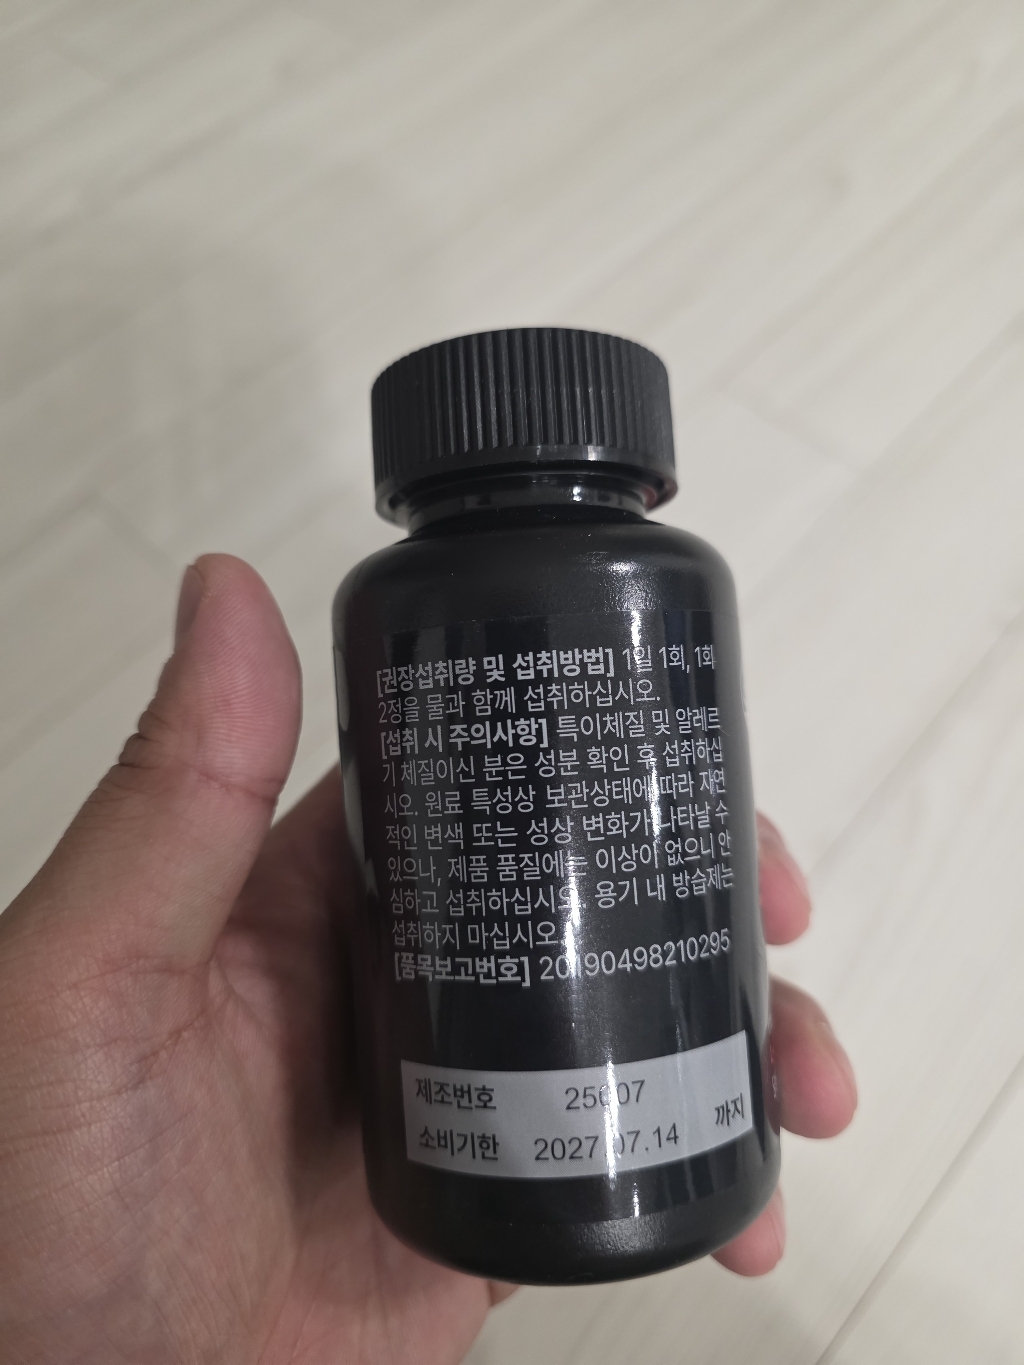 [권장섭취량 및 섭취방법] 1일 1회, 1회
2정을 물과 함께 섭취하십시오.
[섭취 시 주의사항] 특이체질 및 알레르
기 체질이신 분은 성분 확인 후 섭취하십
시오. 원료 특성상 보관상태에 따라 자연
적인 변색 또는 성상 변화가 나타날 수
있으나, 제품 품질에는 이상이 없으니 안
심하고 섭취하십시오. 용기 내 방습제는
섭취하지 마십시오.
[품목보고번호] 20190498210295
제조번호
소비기한 2027.07.14 까지